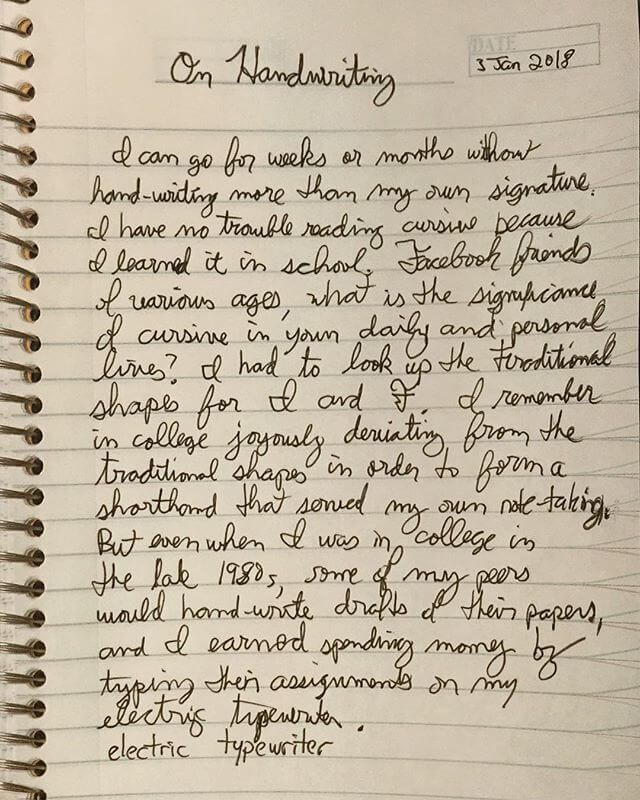 On Handwriting
DATE
3 Jan 2018
I can go for weeks or months without
hand-writing more than my own signature.
I have no trouble reading cursive because
I learned it in school. Facebook friends
of various ages, what is the significance
of cursive in your daily and personal
lives? I had to look up the traditional
shapes for I and F. I remember
in college joyously deviating from the
traditional shapes in order to form a
shorthand that served my own note-taking.
But even when I was in college in
the late 1980s, some of my peers
would hand-write drafts of their papers,
and I earned spending money by
typing their assignments on my
electric typewriter.
electric typewriter